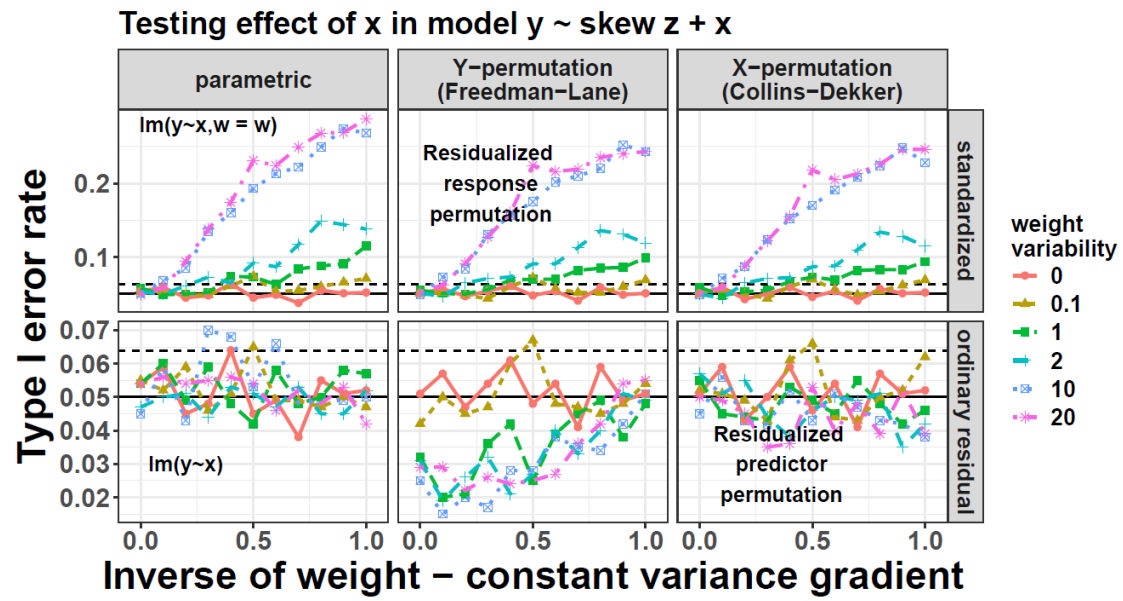 Testing effect of x in model y ~ skew z + x
parametric
Y−permutation
(Freedman−Lane)
X−permutation
(Collins−Dekker)
lm(y~x,w = w)
Residualized
response
permutation
standardized
0.2
0.1
Type I error rate
0.07
0.06
0.05
0.04
0.03
0.02
lm(y~x)
Residualized
predictor
permutation
ordinary residual
0.0 0.5 1.0
0.0 0.5 1.0
0.0 0.5 1.0
Inverse of weight − constant variance gradient
weight
variability
0
0.1
1
2
10
20